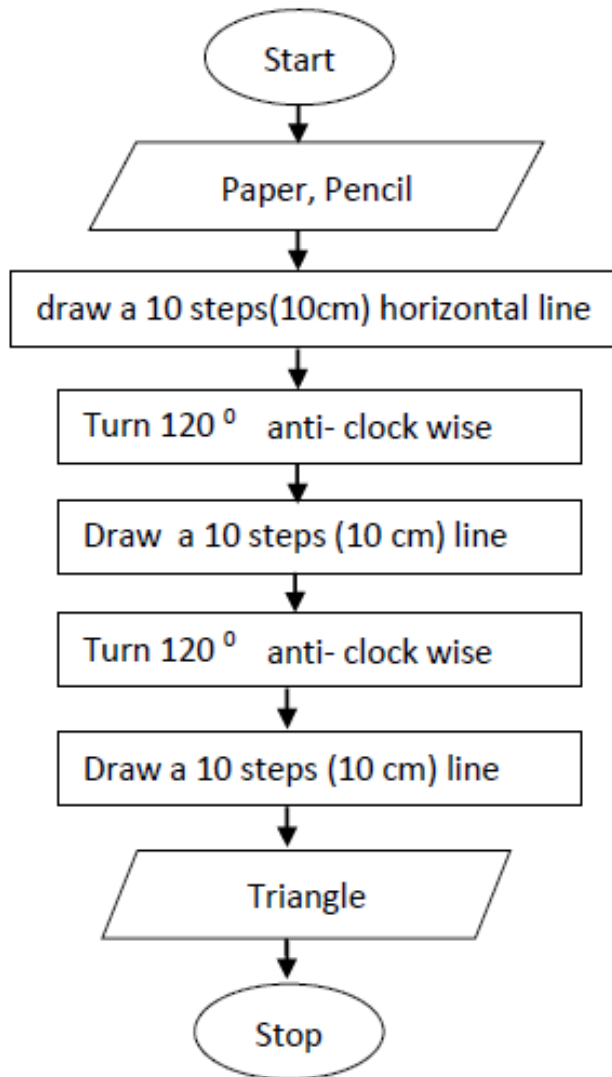 Start
Paper, Pencil
draw a 10 steps(10cm) horizontal line
Turn 120 ⁰ anti- clock wise
Draw a 10 steps (10 cm) line
Turn 120 ⁰ anti- clock wise
Draw a 10 steps (10 cm) line
Triangle
Stop